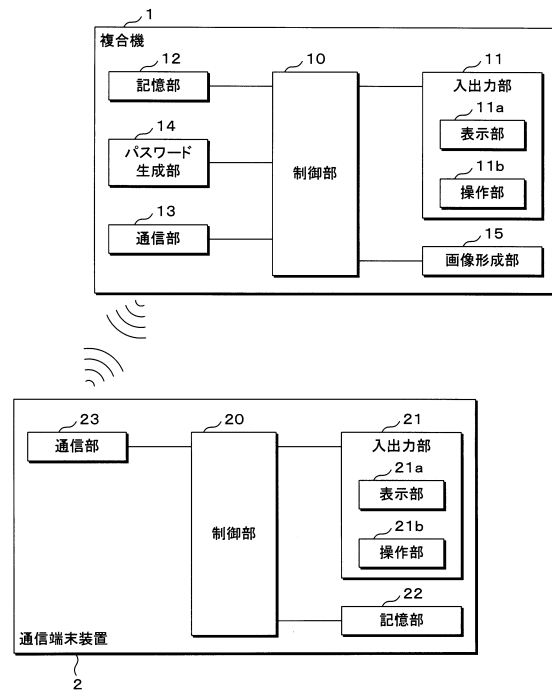 1
複合機
12
記憶部
10
制御部
11
入出力部
11a
表示部
11b
操作部
14
パスワード
生成部
13
通信部
15
画像形成部
23
通信部
20
制御部
21
入出力部
21a
表示部
21b
操作部
22
記憶部
通信端末装置
2